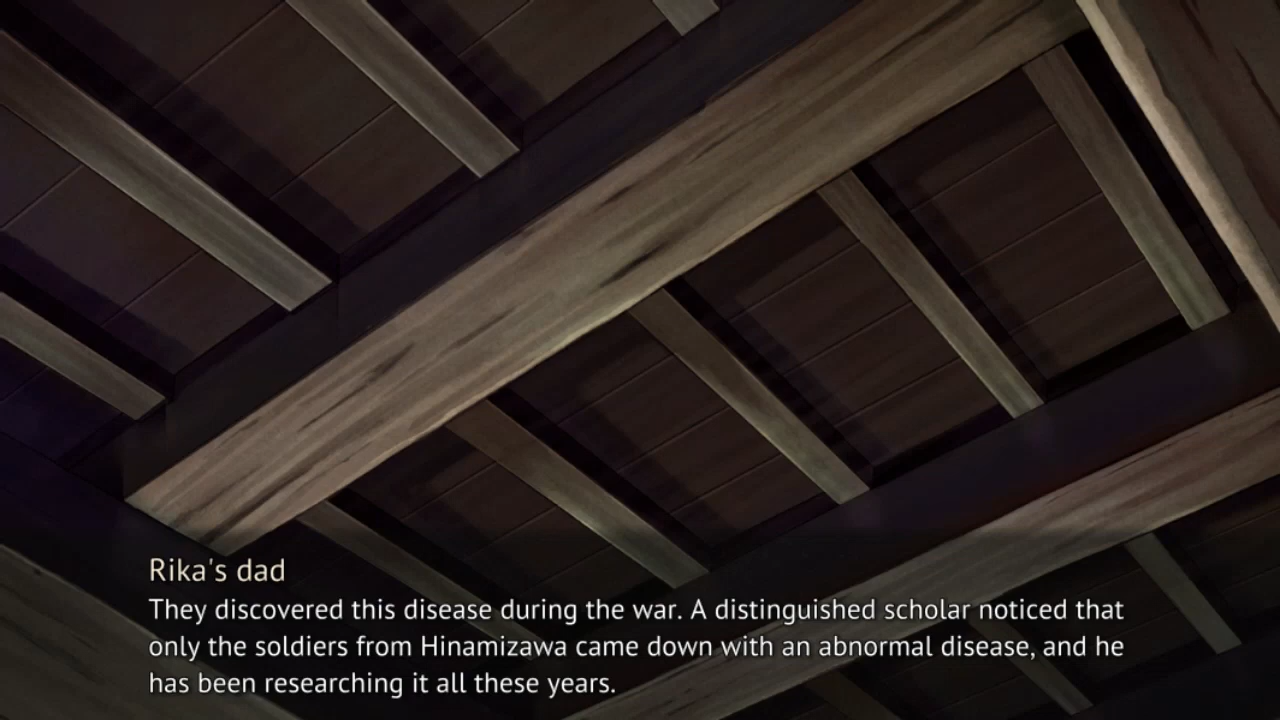 Rika's dad
They discovered this disease during the war. A distinguished scholar noticed that
only the soldiers from Hinamizawa came down with an abnormal disease, and he
has been researching it all these years.